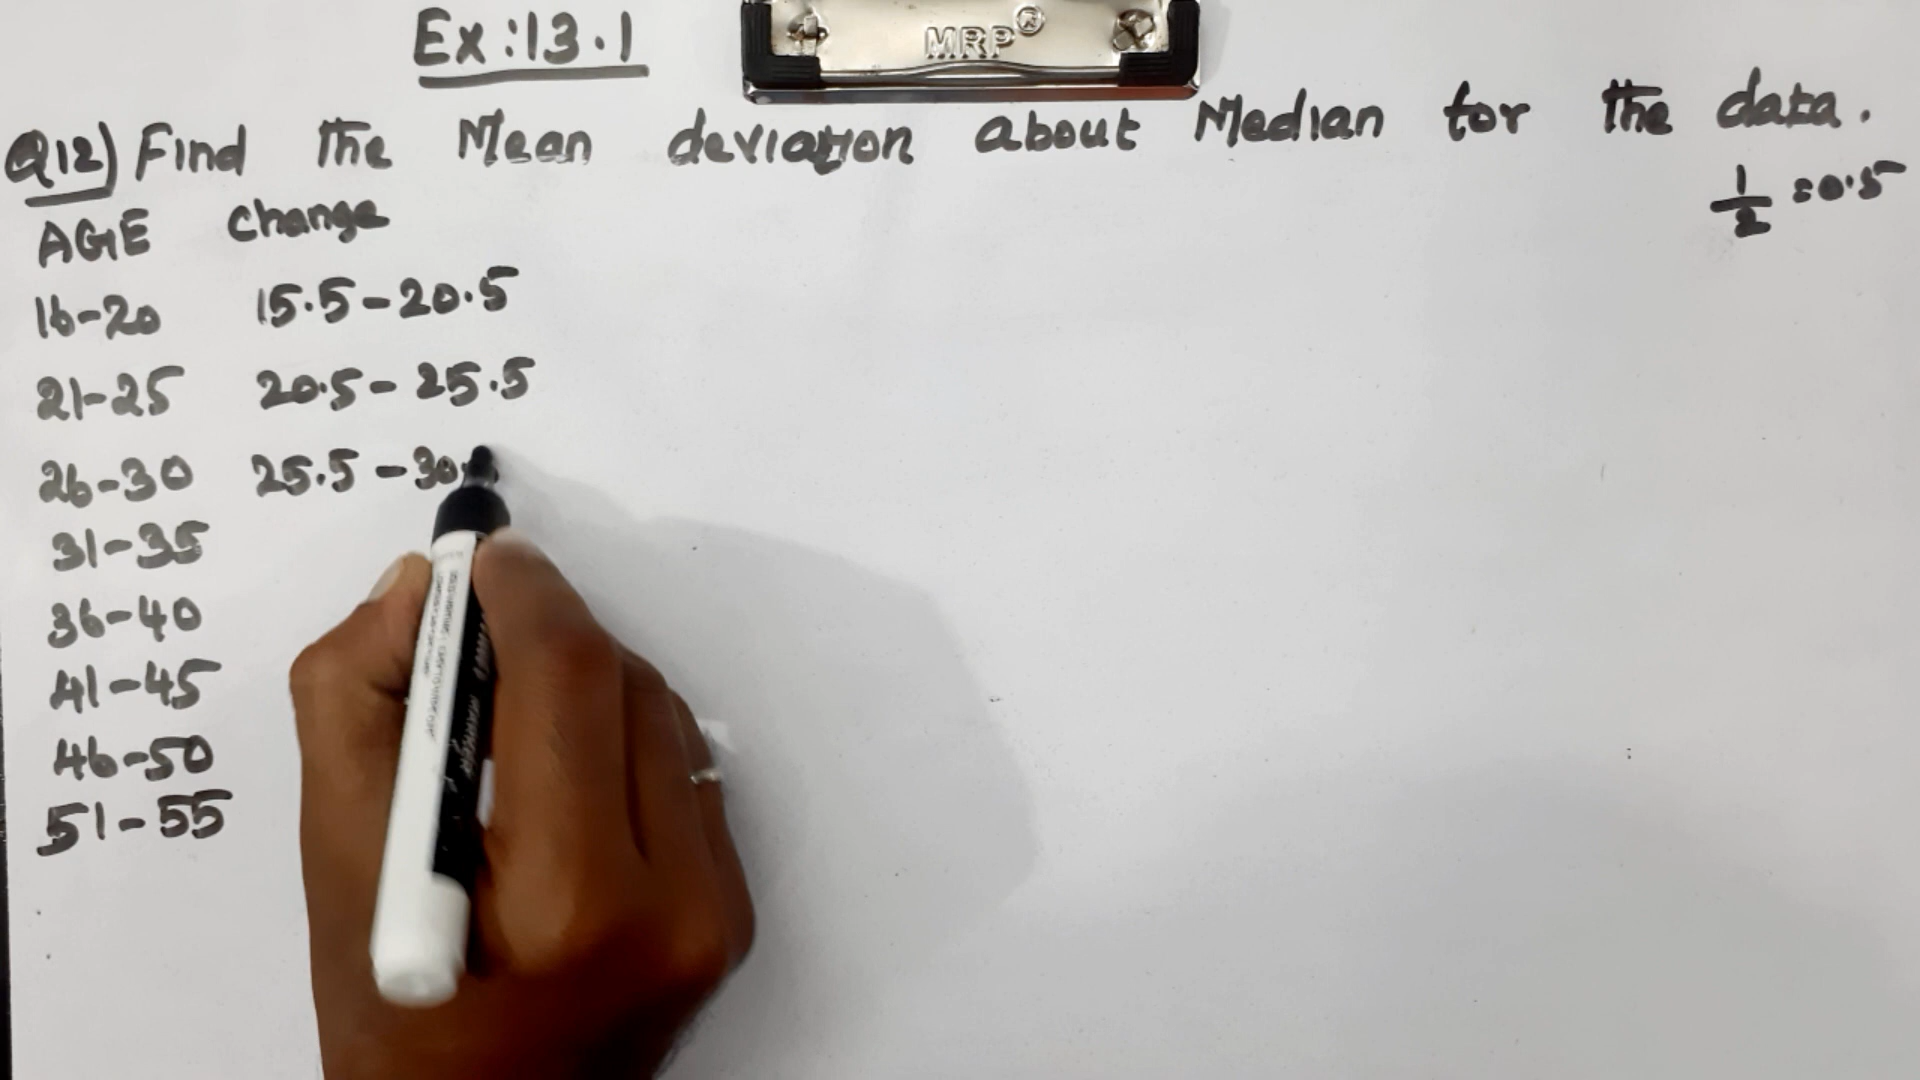 Ex:13.1
MRP®
Q12) Find the Mean deviation about Median for the data.
1/2 = 0.5
AGE change
16-20 15.5-20.5
21-25 20.5-25.5
26-30 25.5-30.
31-35
36-40
41-45
46-50
51-55